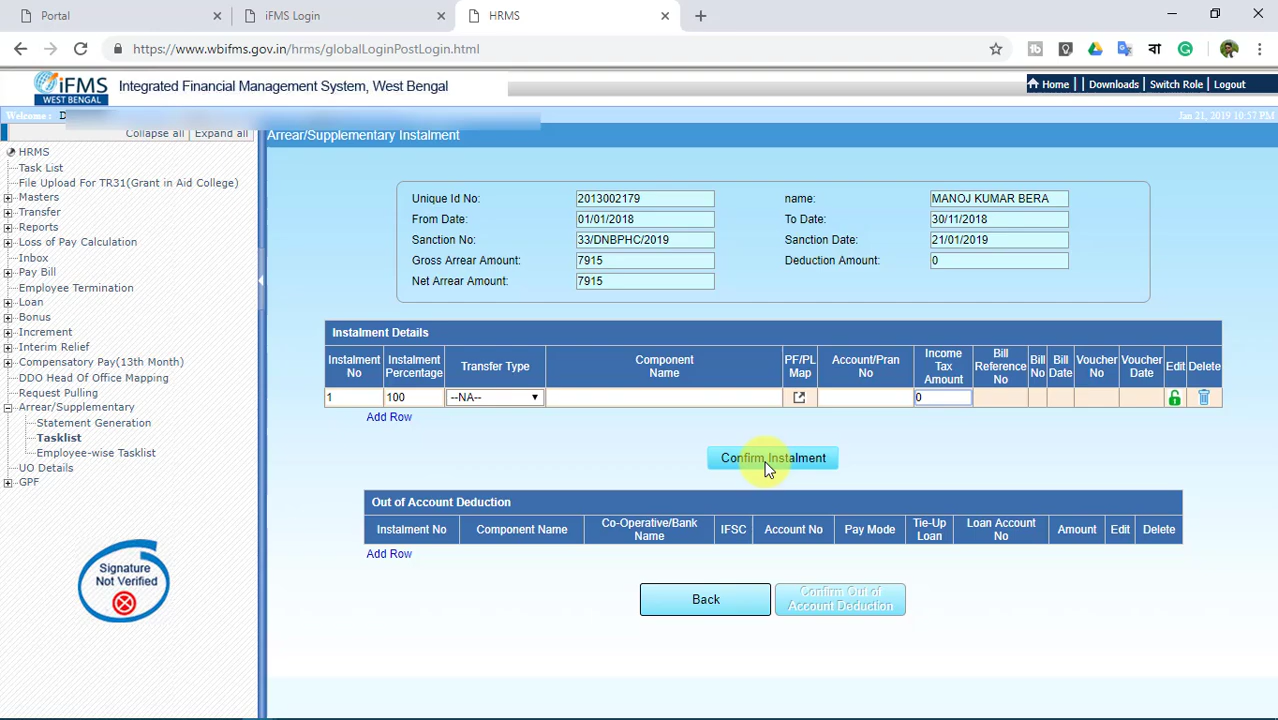 Portal
iFMS Login
HRMS
https://www.wbifms.gov.in/hrms/globalLoginPostLogin.html
বা
iFMS
WEST BENGAL
Integrated Financial Management System, West Bengal
Home | Downloads | Switch Role | Logout
Welcome : D
Jan 21, 2019 10:57 PM
Collapse all | Expand all
HRMS
Task List
File Upload For TR31(Grant in Aid College)
Masters
Transfer
Reports
Loss of Pay Calculation
Inbox
Pay Bill
Employee Termination
Loan
Bonus
Increment
Interim Relief
Compensatory Pay(13th Month)
DDO Head Of Office Mapping
Request Pulling
Arrear/Supplementary
Statement Generation
Tasklist
Employee-wise Tasklist
UO Details
GPF
Signature
Not Verified
Arrear/Supplementary Instalment
Unique Id No: 2013002179 name: MANOJ KUMAR BERA
From Date: 01/01/2018 To Date: 30/11/2018
Sanction No: 33/DNBPHC/2019 Sanction Date: 21/01/2019
Gross Arrear Amount: 7915 Deduction Amount: 0
Net Arrear Amount: 7915
Instalment Details
Instalment No Instalment Percentage Transfer Type Component Name PF/PL Map Account/Pran No Income Tax Amount Bill Reference No Bill No Bill Date Voucher No Voucher Date Edit Delete
1 100 --NA-- 0
Add Row
Confirm Instalment
Out of Account Deduction
Instalment No Component Name Co-Operative/Bank Name IFSC Account No Pay Mode Tie-Up Loan Loan Account No Amount Edit Delete
Add Row
Back
Confirm Out of
Account Deduction